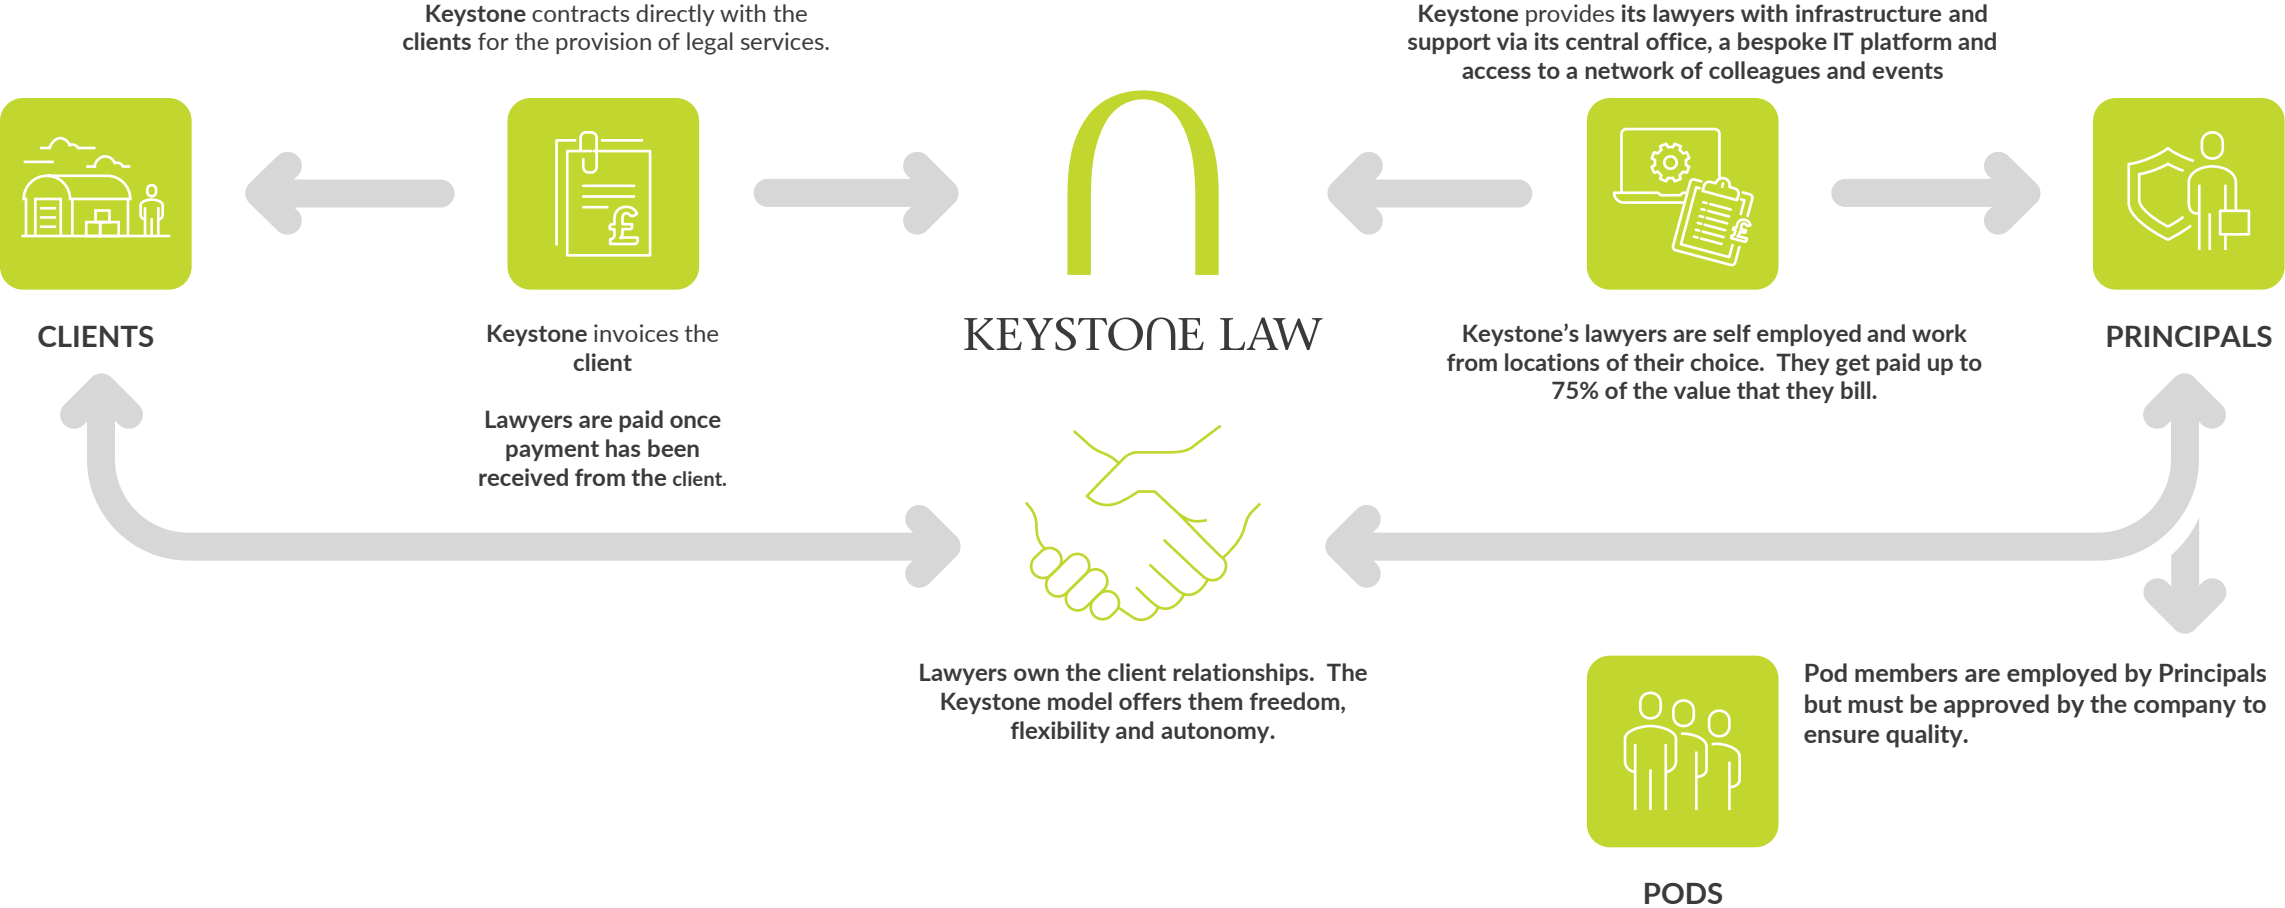 Keystone contracts directly with the
clients for the provision of legal services.
Keystone provides its lawyers with infrastructure and
support via its central office, a bespoke IT platform and
access to a network of colleagues and events
£
£
CLIENTS
Keystone invoices the
client
Lawyers are paid once
payment has been
received from the client.
KEYSTONE LAW
Keystone’s lawyers are self employed and work
from locations of their choice.  They get paid up to
75% of the value that they bill.
PRINCIPALS
Lawyers own the client relationships.  The
Keystone model offers them freedom,
flexibility and autonomy.
Pod members are employed by Principals
but must be approved by the company to
ensure quality.
PODS